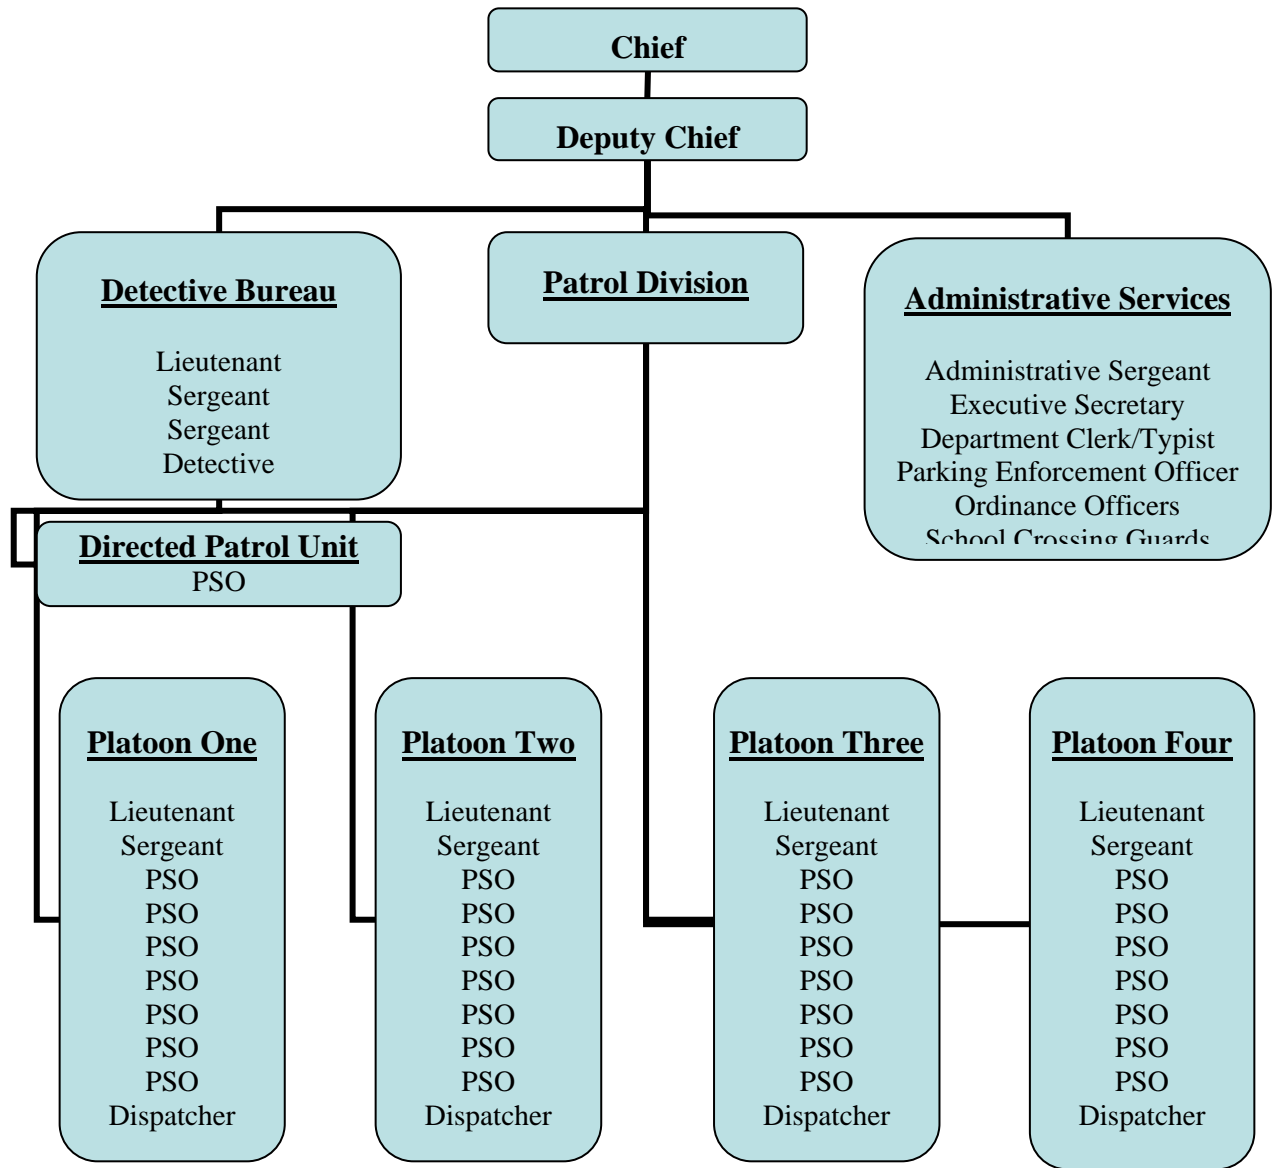 Chief
Deputy Chief
Detective Bureau
Lieutenant
Sergeant
Sergeant
Detective
Patrol Division
Administrative Services
Administrative Sergeant
Executive Secretary
Department Clerk/Typist
Parking Enforcement Officer
Ordinance Officers
School Crossing Guards
Directed Patrol Unit
PSO
Platoon One
Lieutenant
Sergeant
PSO
PSO
PSO
PSO
PSO
PSO
PSO
Dispatcher
Platoon Two
Lieutenant
Sergeant
PSO
PSO
PSO
PSO
PSO
PSO
PSO
Dispatcher
Platoon Three
Lieutenant
Sergeant
PSO
PSO
PSO
PSO
PSO
PSO
PSO
Dispatcher
Platoon Four
Lieutenant
Sergeant
PSO
PSO
PSO
PSO
PSO
PSO
PSO
Dispatcher